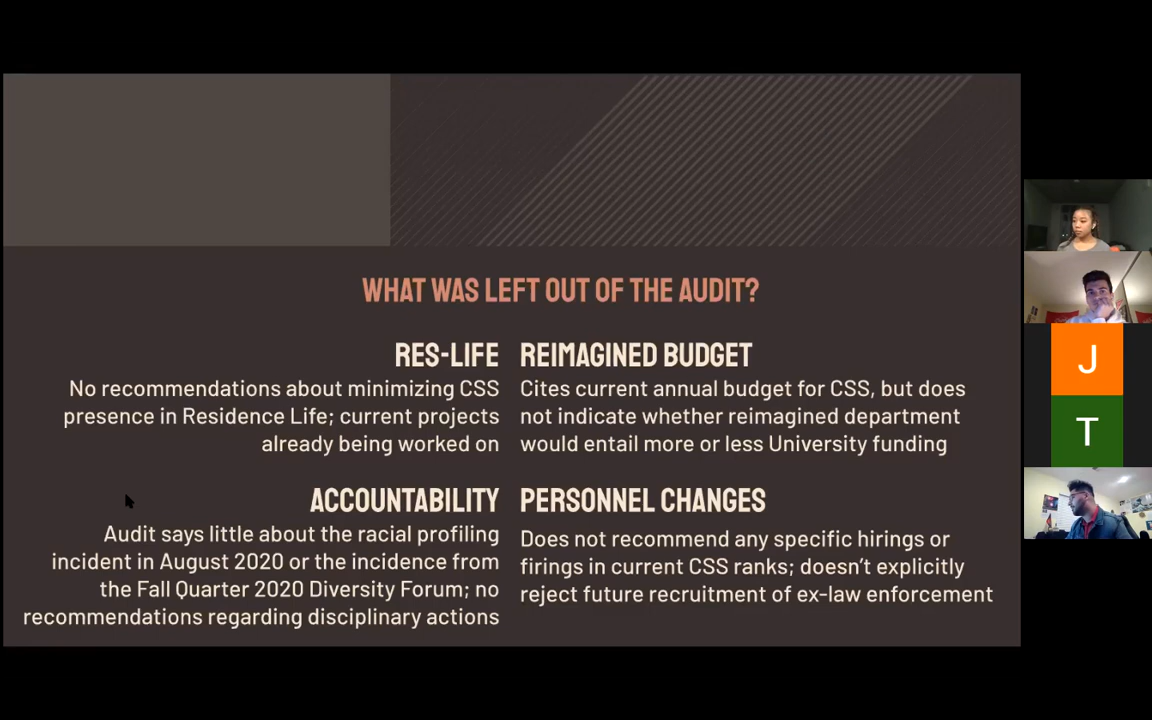 WHAT WAS LEFT OUT OF THE AUDIT?
RES-LIFE
No recommendations about minimizing CSS
presence in Residence Life; current projects
already being worked on
REIMAGINED BUDGET
Cites current annual budget for CSS, but does
not indicate whether reimagined department
would entail more or less University funding
ACCOUNTABILITY
Audit says little about the racial profiling
incident in August 2020 or the incidence from
the Fall Quarter 2020 Diversity Forum; no
recommendations regarding disciplinary actions
PERSONNEL CHANGES
Does not recommend any specific hirings or
firings in current CSS ranks; doesn’t explicitly
reject future recruitment of ex-law enforcement
J
T